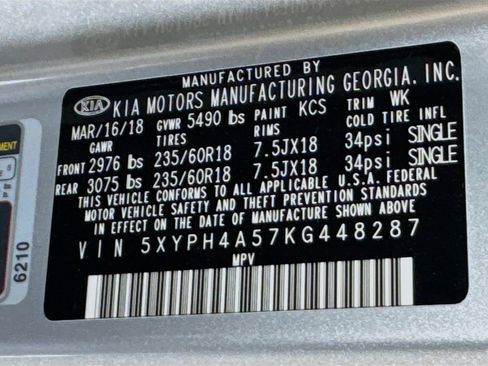 MANUFACTURED BY
KIA KIA MOTORS MANUFACTURING GEORGIA, INC.
MAR/16/18 GVWR 5490 lbs PAINT KCS TRIM WK
GAWR TIRES RIMS COLD TIRE INFL
FRONT 2976 lbs 235/60R18 7.5JX18 34psi SINGLE
REAR 3075 lbs 235/60R18 7.5JX18 34psi SINGLE
THIS VEHICLE CONFORMS TO ALL APPLICABLE U.S.A. FEDERAL
MOTOR VEHICLE SAFETY AND THEFT PREVENTION STANDARDS
IN EFFECT ON THE DATE OF MANUFACTURE SHOWN ABOVE.
VIN 5XYPH4A57KG448287
MPV
6210